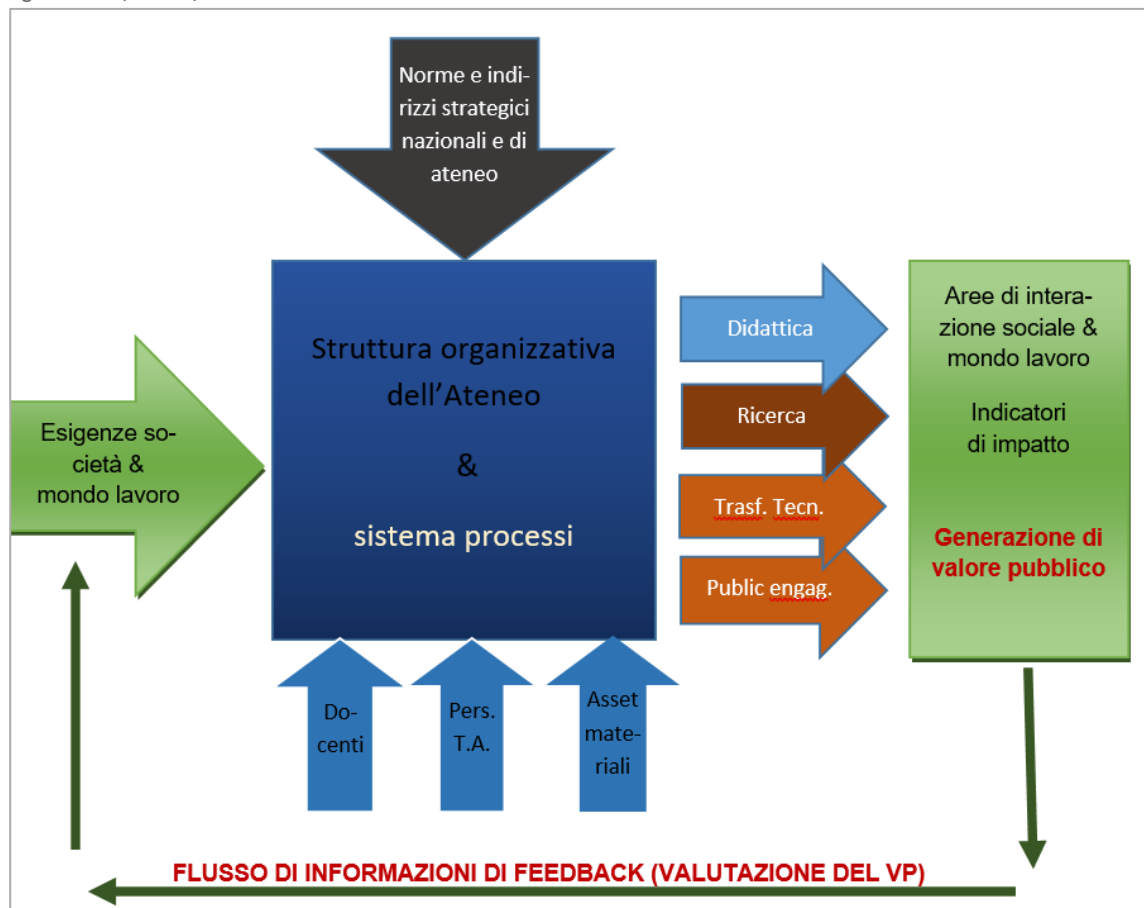 Norme e indi-
rizzi strategici
nazionali e di
ateneo
Esigenze so-
cietà &
mondo lavoro
Struttura organizzativa
dell'Ateneo
&
sistema processi
Didattica
Ricerca
Trasf. Tecn.
Public engag.
Aree di intera-
zione sociale &
mondo lavoro
Indicatori
di impatto
Generazione di
valore pubblico
Do-
centi
Pers.
T.A.
Asset
mate-
riali
FLUSSO DI INFORMAZIONI DI FEEDBACK (VALUTAZIONE DEL VP)